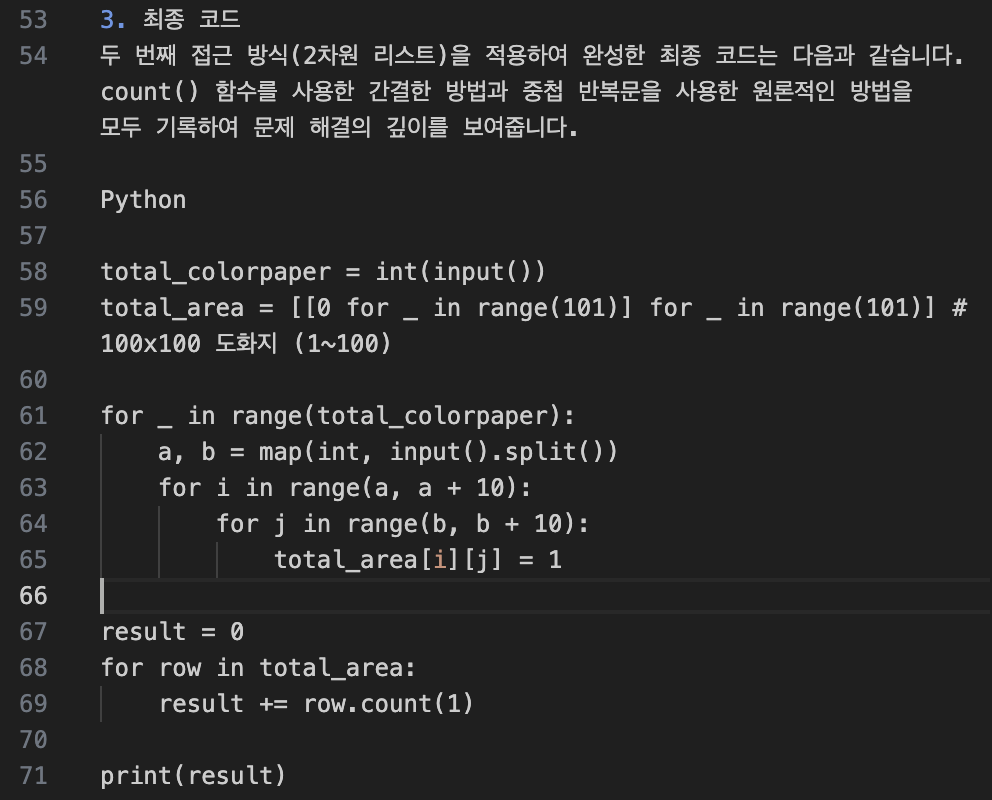 53 3. 최종 코드
54 두 번째 접근 방식(2차원 리스트)을 적용하여 완성한 최종 코드는 다음과 같습니다.
count() 함수를 사용한 간결한 방법과 중첩 반복문을 사용한 원론적인 방법을
모두 기록하여 문제 해결의 깊이를 보여줍니다.
55
56 Python
57
58 total_colorpaper = int(input())
59 total_area = [[0 for _ in range(101)] for _ in range(101)] #
100x100 도화지 (1~100)
60
61 for _ in range(total_colorpaper):
62     a, b = map(int, input().split())
63     for i in range(a, a + 10):
64         for j in range(b, b + 10):
65             total_area[i][j] = 1
66
67 result = 0
68 for row in total_area:
69     result += row.count(1)
70
71 print(result)